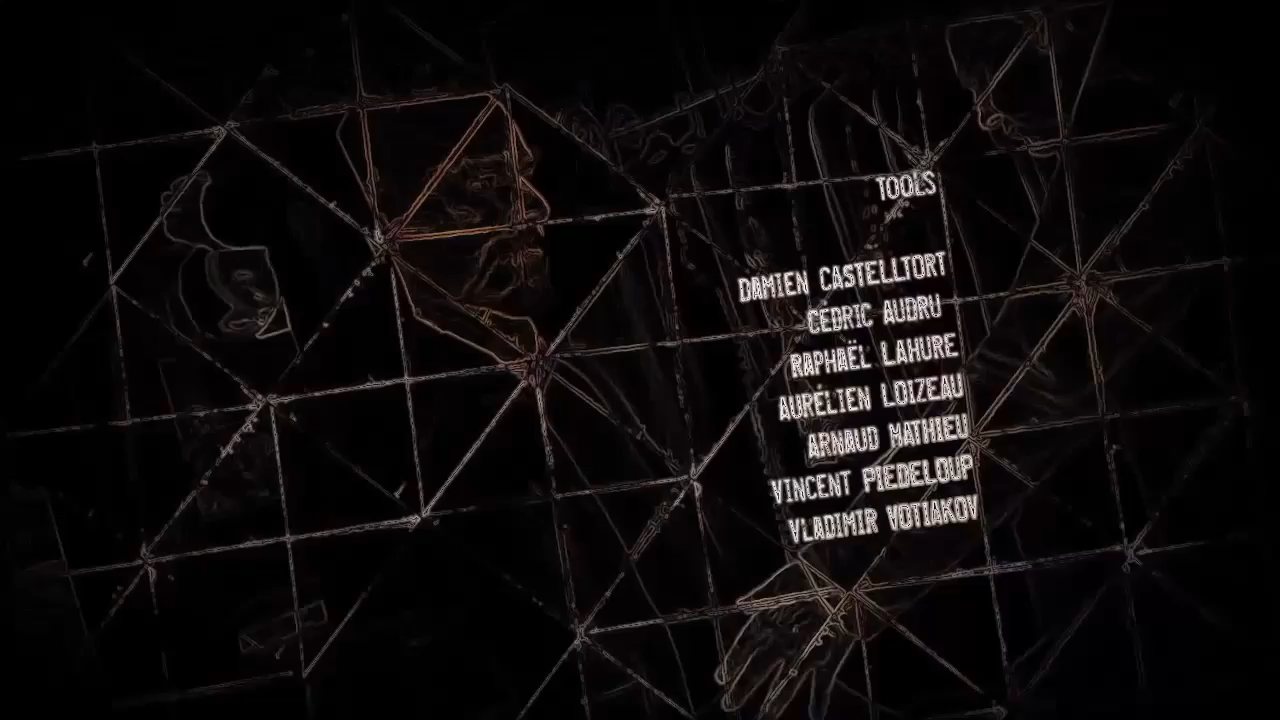 TOOLS
DAMIEN CASTELLTORT
CEDRIC AUDRU
RAPHAËL LAHURE
AURÉLIEN LOIZEAU
ARNAUD MATHIEU
VINCENT PIEDELOUP
VLADIMIR VOTIAKOV